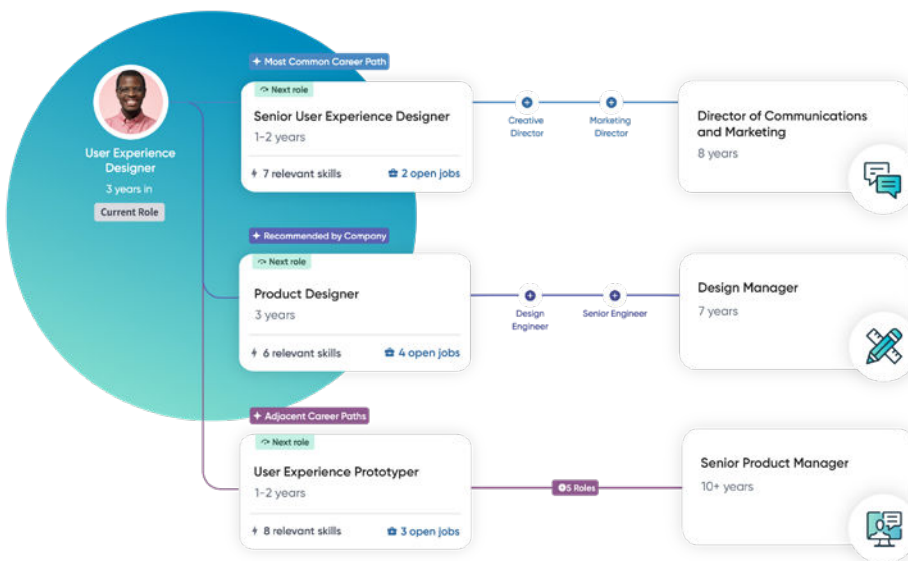 Most Common Career Path
Next role
Senior User Experience Designer
1-2 years
7 relevant skills
2 open jobs
Creative
Director
Marketing
Director
Director of Communications
and Marketing
8 years
User Experience
Designer
3 years in
Current Role
Recommended by Company
Next role
Product Designer
3 years
6 relevant skills
4 open jobs
Design
Engineer
Senior Engineer
Design Manager
7 years
Adjacent Career Paths
Next role
User Experience Prototyper
1-2 years
8 relevant skills
3 open jobs
5 Roles
Senior Product Manager
10+ years